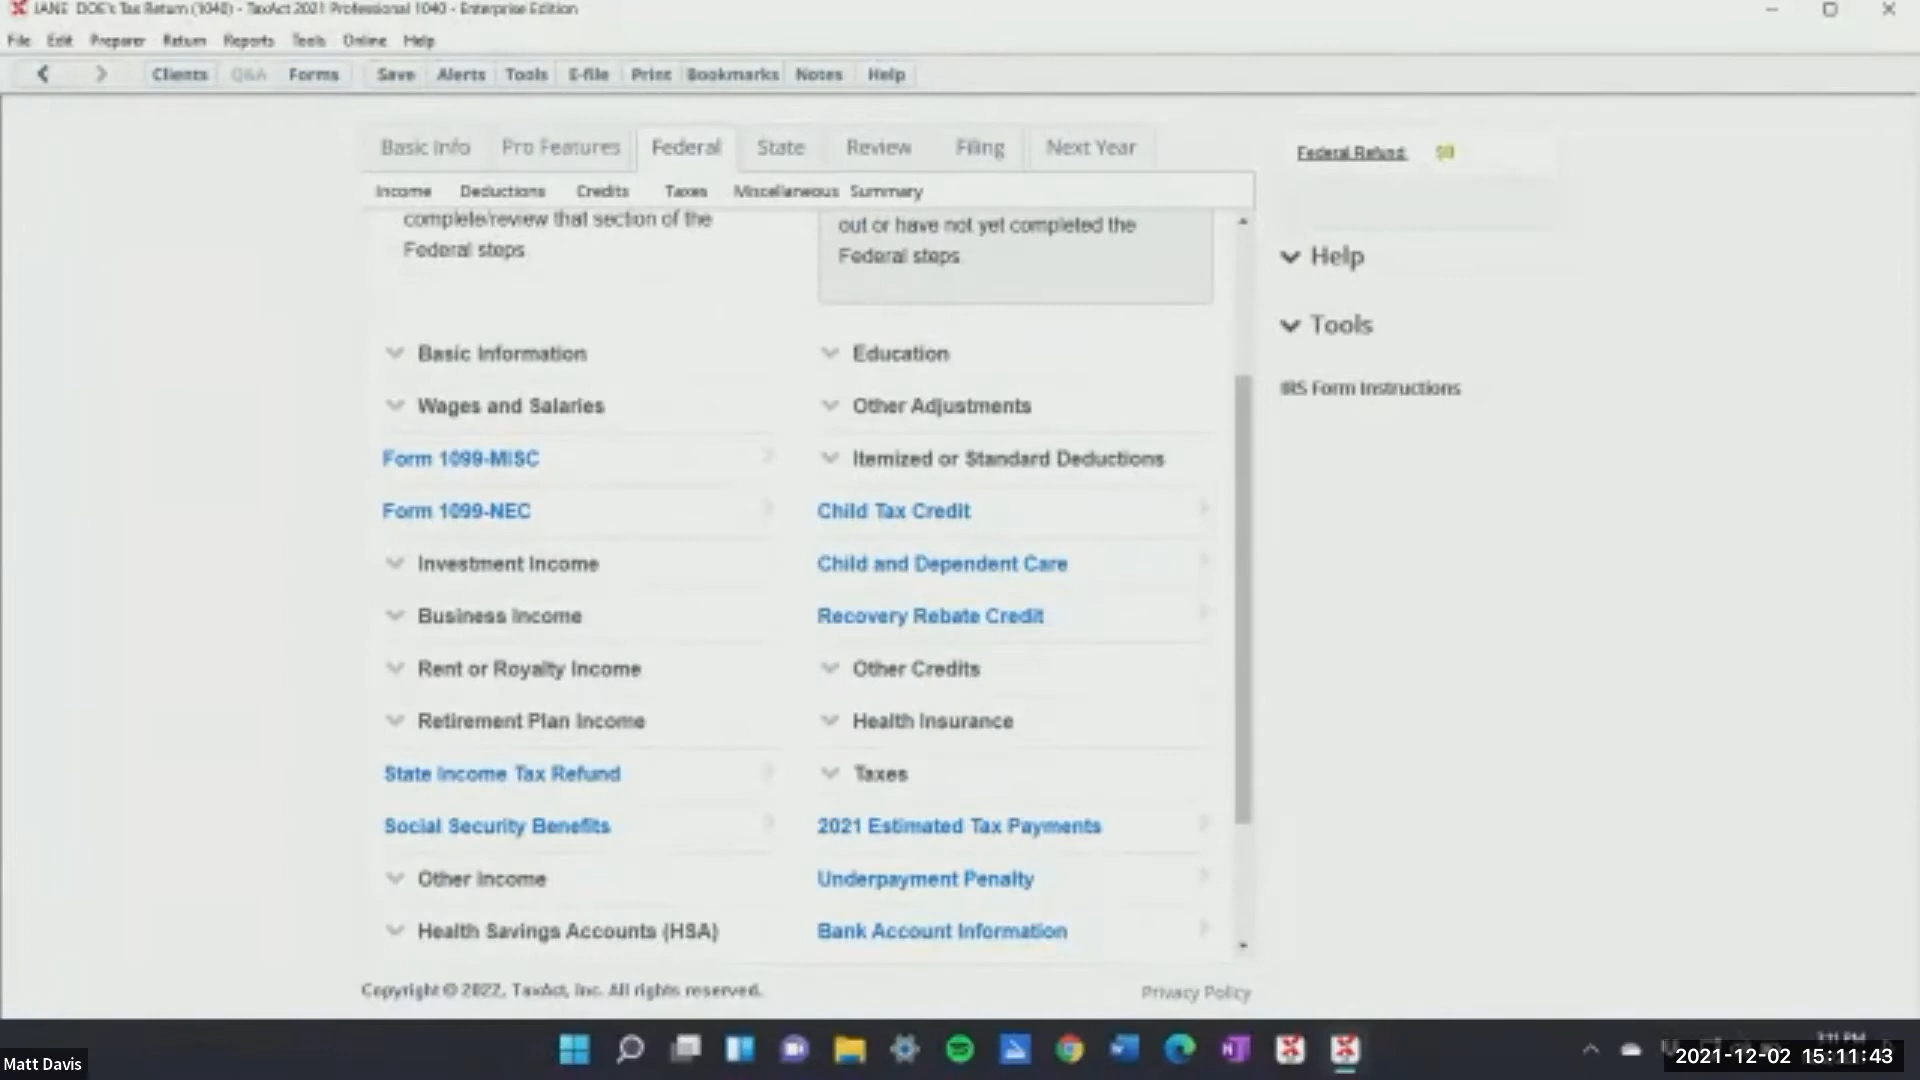 JANE DOE's Tax Return (1040) - TaxAct 2021 Professional 1040 - Enterprise Edition
File Edit Preparer Return Reports Tools Online Help
Clients Q&A Forms Save Alerts Tools E-file Print Bookmarks Notes Help
Basic Info Pro Features Federal State Review Filing Next Year
Federal Refund $0
Income Deductions Credits Taxes Miscellaneous Summary
complete/review that section of the
Federal steps
out or have not yet completed the
Federal steps
Help
Tools
IRS Form Instructions
Basic Information
Wages and Salaries
Form 1099-MISC
Form 1099-NEC
Investment Income
Business Income
Rent or Royalty Income
Retirement Plan Income
State Income Tax Refund
Social Security Benefits
Other Income
Health Savings Accounts (HSA)
Education
Other Adjustments
Itemized or Standard Deductions
Child Tax Credit
Child and Dependent Care
Recovery Rebate Credit
Other Credits
Health Insurance
Taxes
2021 Estimated Tax Payments
Underpayment Penalty
Bank Account Information
Copyright © 2022, TaxAct, Inc. All rights reserved.
Privacy Policy
Matt Davis
3:11 PM
2021-12-02 15:11:43